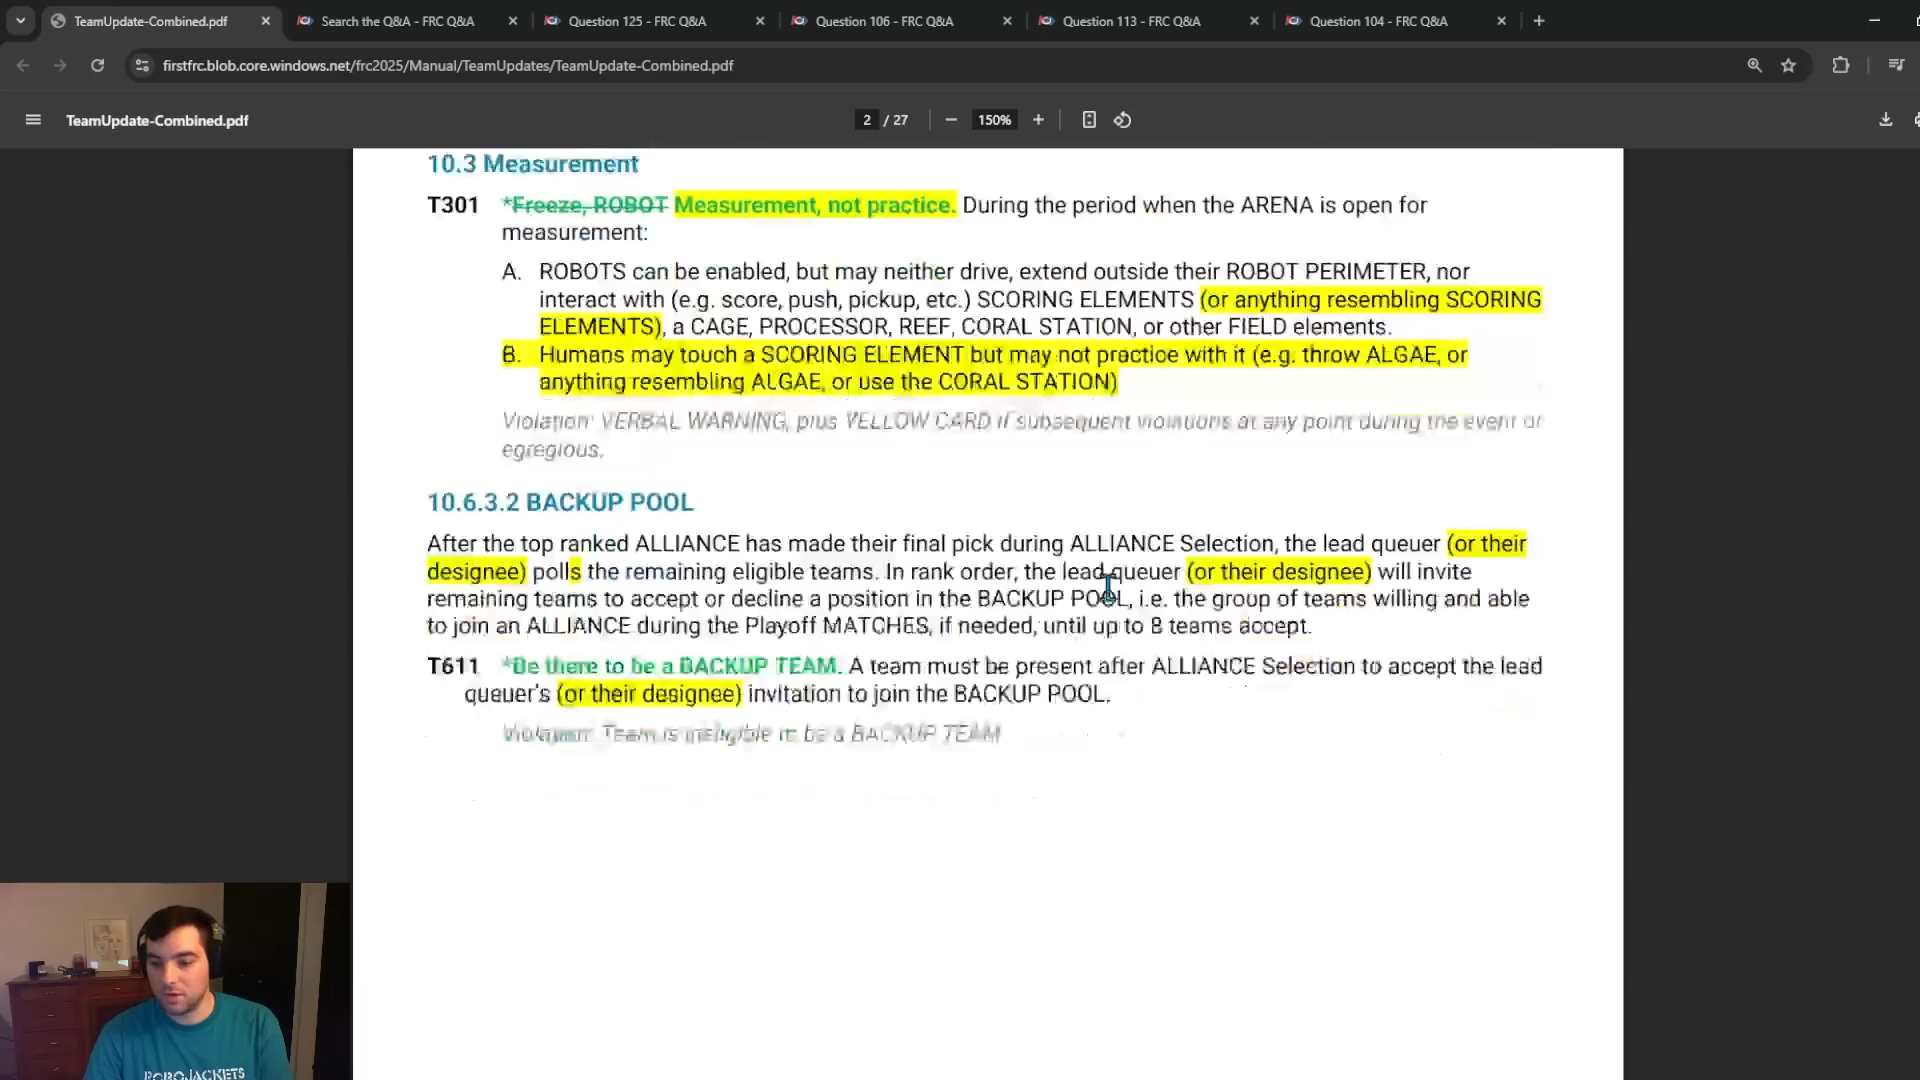 TeamUpdate-Combined.pdf
Search the Q&A - FRC Q&A
Question 125 - FRC Q&A
Question 106 - FRC Q&A
Question 113 - FRC Q&A
Question 104 - FRC Q&A
firstfrc.blob.core.windows.net/frc2025/Manual/TeamUpdates/TeamUpdate-Combined.pdf
TeamUpdate-Combined.pdf
2 / 27
150%
10.3 Measurement
T301 *Freeze, ROBOT Measurement, not practice. During the period when the ARENA is open for
measurement:
A. ROBOTS can be enabled, but may neither drive, extend outside their ROBOT PERIMETER, nor
interact with (e.g. score, push, pickup, etc.) SCORING ELEMENTS (or anything resembling SCORING
ELEMENTS), a CAGE, PROCESSOR, REEF, CORAL STATION, or other FIELD elements.
B. Humans may touch a SCORING ELEMENT but may not practice with it (e.g. throw ALGAE, or
anything resembling ALGAE, or use the CORAL STATION)
Violation: VERBAL WARNING, plus YELLOW CARD if subsequent violations at any point during the event or
egregious.
10.6.3.2 BACKUP POOL
After the top ranked ALLIANCE has made their final pick during ALLIANCE Selection, the lead queuer (or their
designee) polls the remaining eligible teams. In rank order, the lead queuer (or their designee) will invite
remaining teams to accept or decline a position in the BACKUP POOL, i.e. the group of teams willing and able
to join an ALLIANCE during the Playoff MATCHES, if needed, until up to 8 teams accept.
T611 *Be there to be a BACKUP TEAM. A team must be present after ALLIANCE Selection to accept the lead
queuer's (or their designee) invitation to join the BACKUP POOL.
Violation: Team is ineligible to be a BACKUP TEAM
ROBOJACKETS